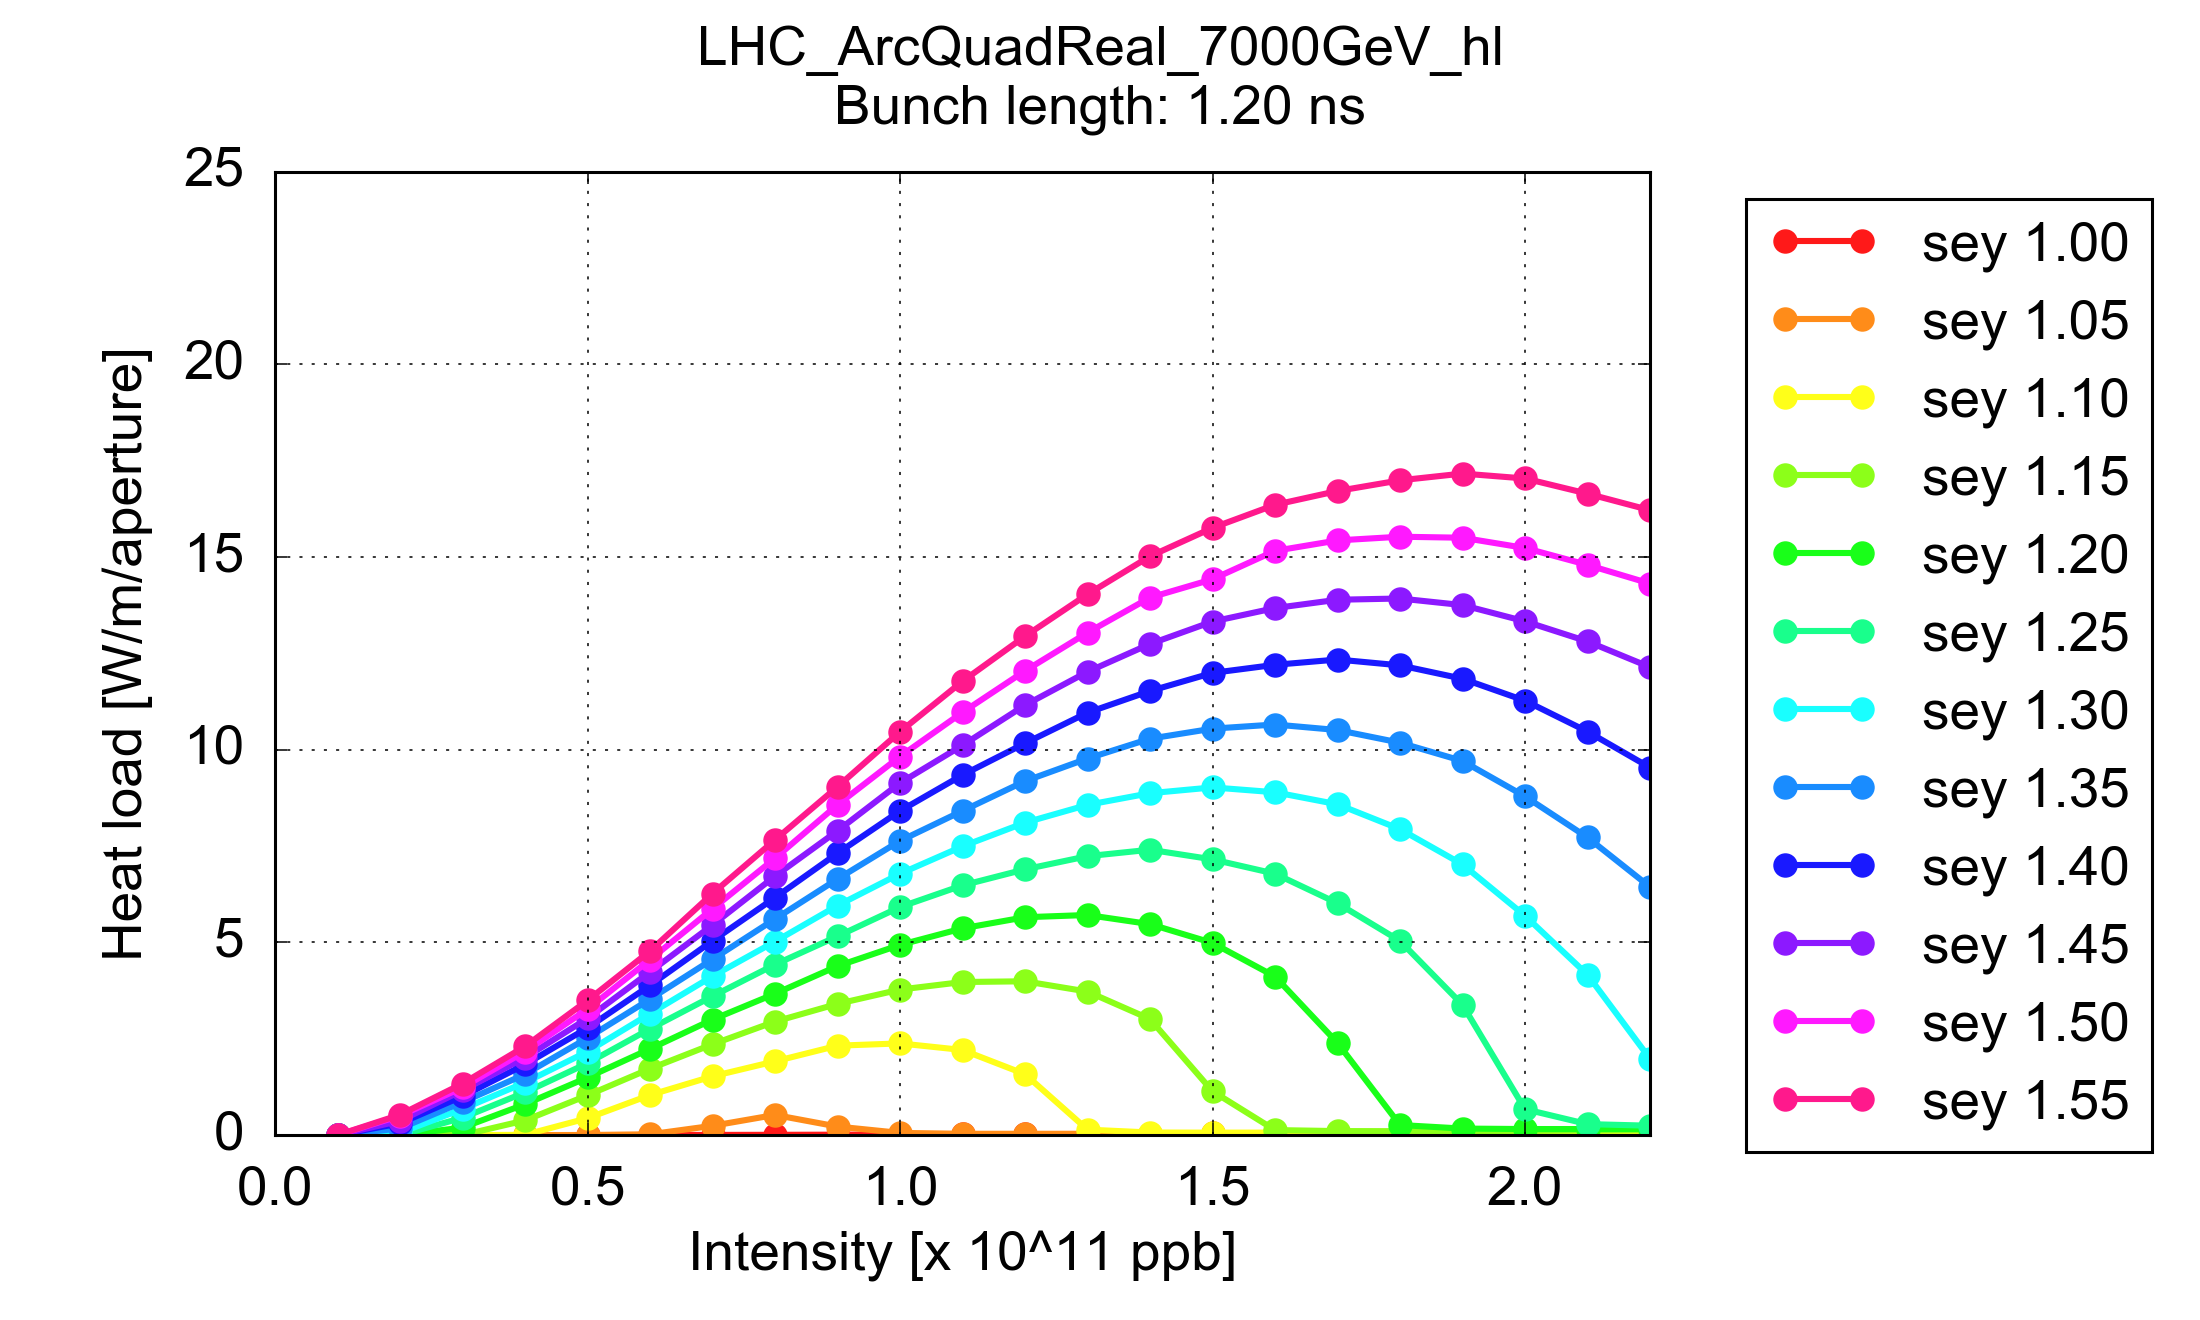 LHC_ArcQuadReal_7000GeV_hl
Bunch length: 1.20 ns
25
20
15
10
5
0
Heat load [W/m/aperture]
0.0 0.5 1.0 1.5 2.0
Intensity [x 10^11 ppb]
sey 1.00
sey 1.05
sey 1.10
sey 1.15
sey 1.20
sey 1.25
sey 1.30
sey 1.35
sey 1.40
sey 1.45
sey 1.50
sey 1.55